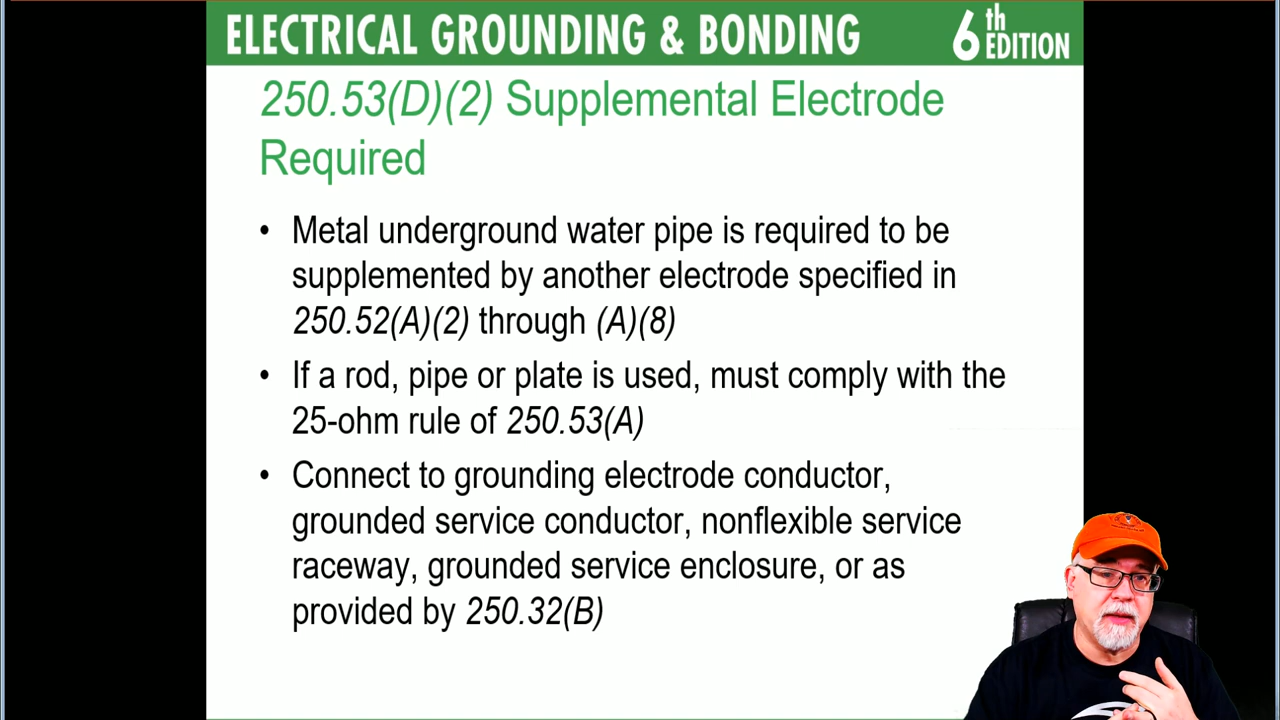 ELECTRICAL GROUNDING & BONDING 6th EDITION
250.53(D)(2) Supplemental Electrode
Required
• Metal underground water pipe is required to be
supplemented by another electrode specified in
250.52(A)(2) through (A)(8)
• If a rod, pipe or plate is used, must comply with the
25-ohm rule of 250.53(A)
• Connect to grounding electrode conductor,
grounded service conductor, nonflexible service
raceway, grounded service enclosure, or as
provided by 250.32(B)